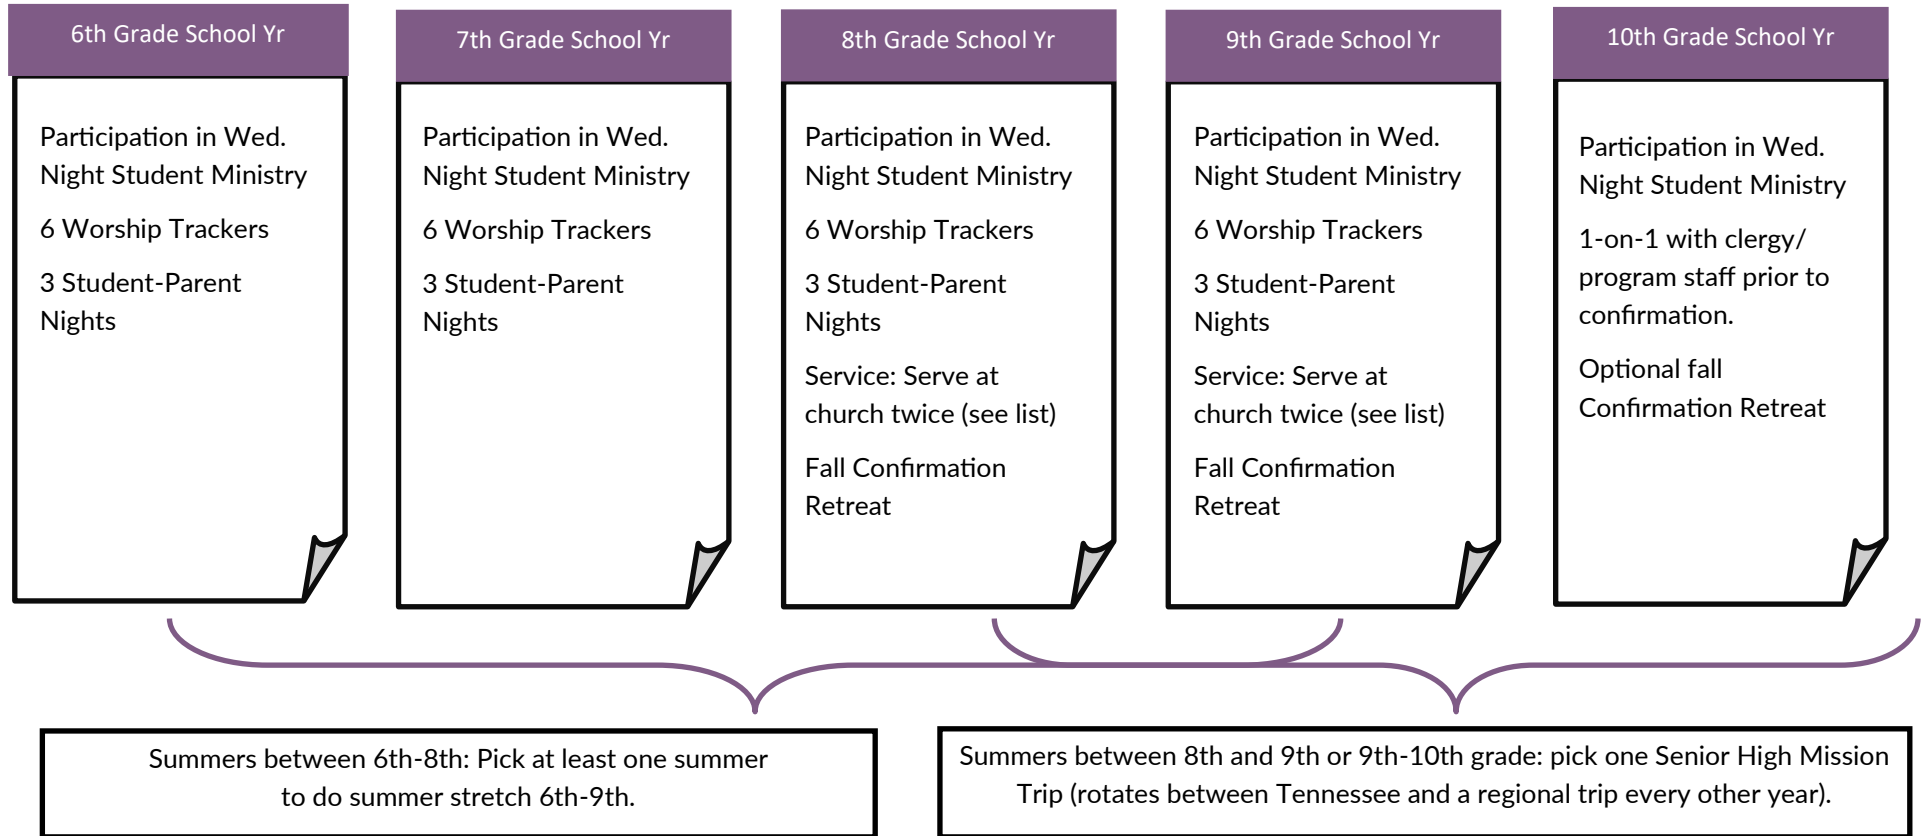 6th Grade School Yr
Participation in Wed.
Night Student Ministry
6 Worship Trackers
3 Student-Parent
Nights
7th Grade School Yr
Participation in Wed.
Night Student Ministry
6 Worship Trackers
3 Student-Parent
Nights
8th Grade School Yr
Participation in Wed.
Night Student Ministry
6 Worship Trackers
3 Student-Parent
Nights
Service: Serve at
church twice (see list)
Fall Confirmation
Retreat
9th Grade School Yr
Participation in Wed.
Night Student Ministry
6 Worship Trackers
3 Student-Parent
Nights
Service: Serve at
church twice (see list)
Fall Confirmation
Retreat
10th Grade School Yr
Participation in Wed.
Night Student Ministry
1-on-1 with clergy/
program staff prior to
confirmation.
Optional fall
Confirmation Retreat
Summers between 6th-8th: Pick at least one summer
to do summer stretch 6th-9th.
Summers between 8th and 9th or 9th-10th grade: pick one Senior High Mission
Trip (rotates between Tennessee and a regional trip every other year).